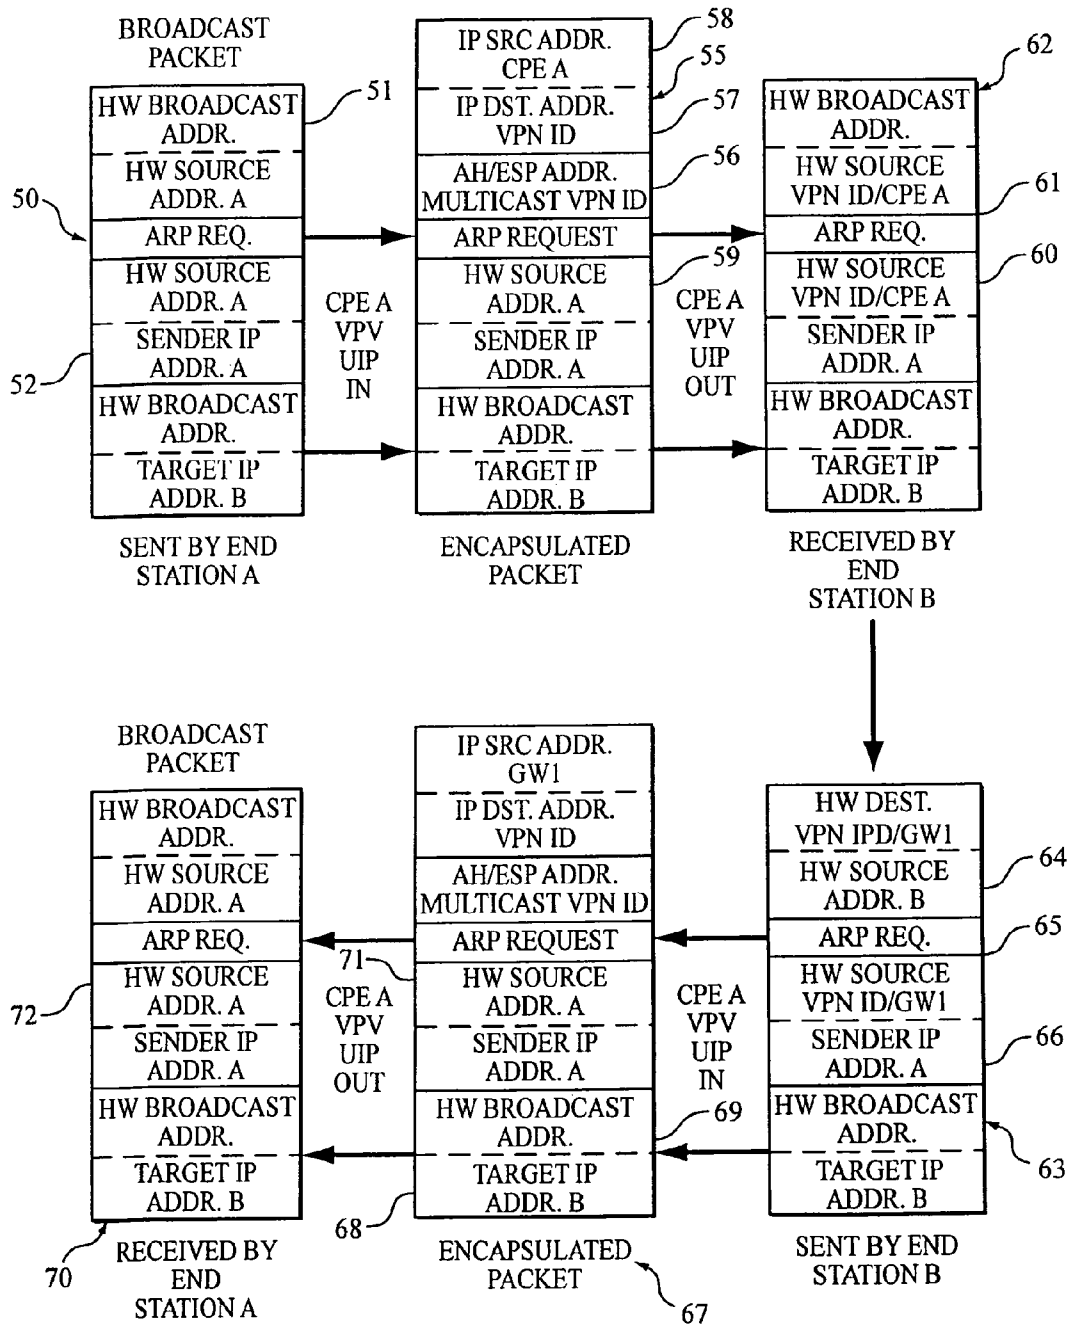 BROADCAST
PACKET
HW BROADCAST
ADDR.
HW SOURCE
ADDR. A
ARP REQ.
HW SOURCE
ADDR. A
SENDER IP
ADDR. A
HW BROADCAST
ADDR.
TARGET IP
ADDR. B
SENT BY END
STATION A
50
51
52
CPE A
VPV
UIP
IN
IP SRC ADDR.
CPE A
IP DST. ADDR.
VPN ID
AH/ESP ADDR.
MULTICAST VPN ID
ARP REQUEST
HW SOURCE
ADDR. A
SENDER IP
ADDR. A
HW BROADCAST
ADDR.
TARGET IP
ADDR. B
ENCAPSULATED
PACKET
58
55
57
56
59
CPE A
VPV
UIP
OUT
62
HW BROADCAST
ADDR.
HW SOURCE
VPN ID/CPE A
ARP REQ.
HW SOURCE
VPN ID/CPE A
SENDER IP
ADDR. A
HW BROADCAST
ADDR.
TARGET IP
ADDR. B
RECEIVED BY
END
STATION B
61
60
BROADCAST
PACKET
HW BROADCAST
ADDR.
HW SOURCE
ADDR. A
ARP REQ.
HW SOURCE
ADDR. A
SENDER IP
ADDR. A
HW BROADCAST
ADDR.
TARGET IP
ADDR. B
RECEIVED BY
END
STATION A
72
70
71
CPE A
VPV
UIP
OUT
IP SRC ADDR.
GW1
IP DST. ADDR.
VPN ID
AH/ESP ADDR.
MULTICAST VPN ID
ARP REQUEST
HW SOURCE
ADDR. A
SENDER IP
ADDR. A
HW BROADCAST
ADDR.
TARGET IP
ADDR. B
ENCAPSULATED
PACKET
68
69
67
CPE A
VPV
UIP
IN
HW DEST.
VPN IPD/GW1
HW SOURCE
ADDR. B
ARP REQ.
HW SOURCE
VPN ID/GW1
SENDER IP
ADDR. A
HW BROADCAST
ADDR.
TARGET IP
ADDR. B
SENT BY END
STATION B
64
65
66
63